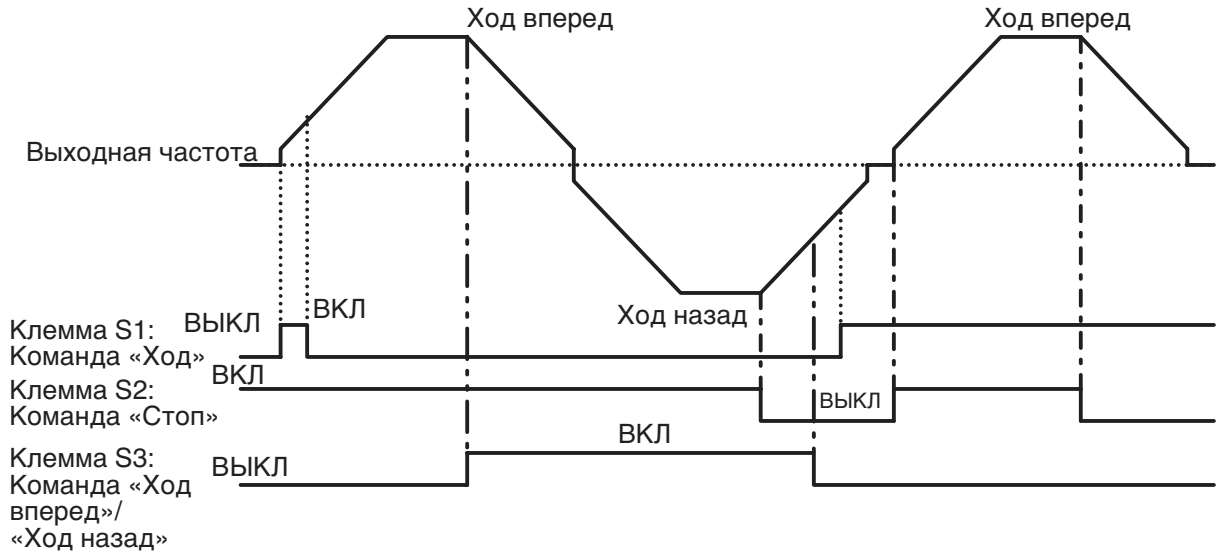 Ход вперед
Ход вперед
Выходная частота
Ход назад
Клемма S1:
Команда «Ход»
ВЫКЛ
ВКЛ
Клемма S2:
Команда «Стоп»
ВКЛ
ВЫКЛ
Клемма S3:
Команда «Ход
вперед»/
«Ход назад»
ВЫКЛ
ВКЛ